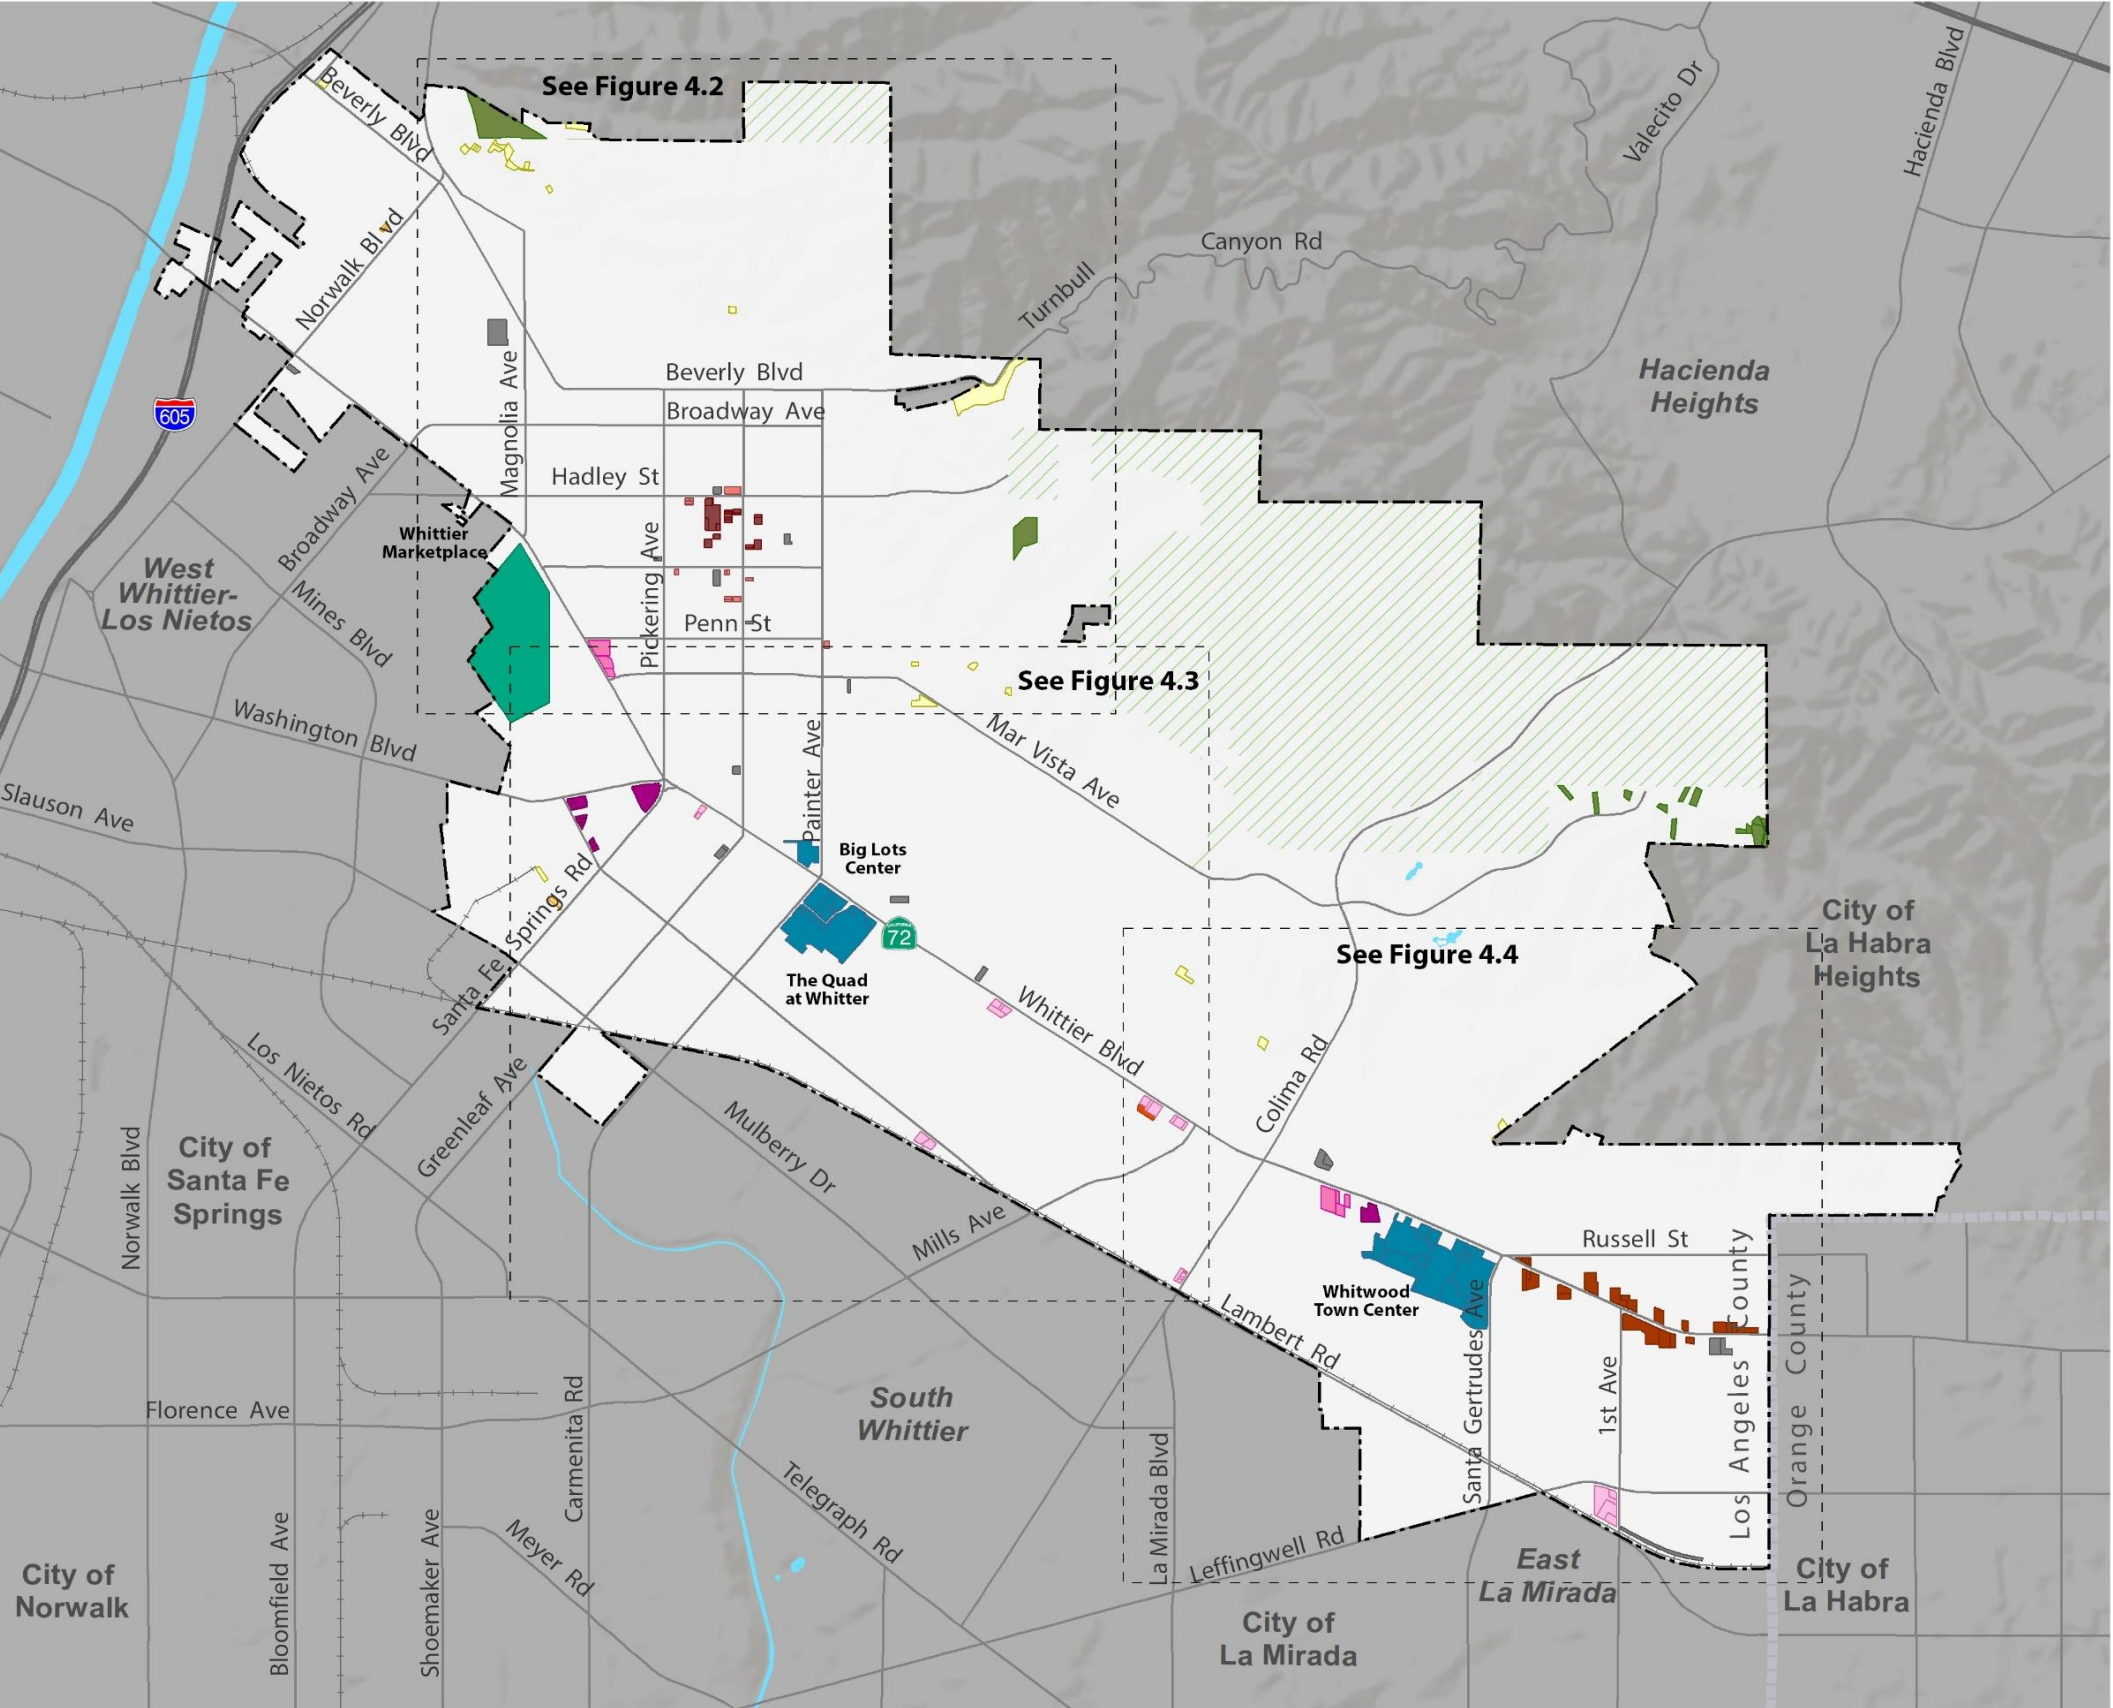 See Figure 4.2
Beverly Blvd
Valecito Dr
Hacienda Blvd
Norwalk Blvd
Canyon Rd
Turnbull
Hacienda
Heights
605
Beverly Blvd
Broadway Ave
Magnolia Ave
Hadley St
Broadway Ave
Whittier
Marketplace
West
Whittier-
Los Nietos
Mines Blvd
Pickering Ave
Penn St
See Figure 4.3
Washington Blvd
Mar Vista Ave
Painter Ave
Slauson Ave
Big Lots
Center
72
Santa Fe Springs Rd
The Quad
at Whitter
See Figure 4.4
City of
La Habra
Heights
Whittier Blvd
Colima Rd
Los Nietos Rd
Greenleaf Ave
Mulberry Dr
City of
Santa Fe
Springs
Norwalk Blvd
Mills Ave
Russell St
Whitwood
Town Center
Lambert Rd
Santa Gertrudes Ave
1st Ave
Los Angeles County
Orange County
South
Whittier
Florence Ave
Carmenita Rd
La Mirada Blvd
Telegraph Rd
Leffingwell Rd
Bloomfield Ave
Shoemaker Ave
Meyer Rd
City of
Norwalk
East
La Mirada
City of
La Habra
City of
La Mirada